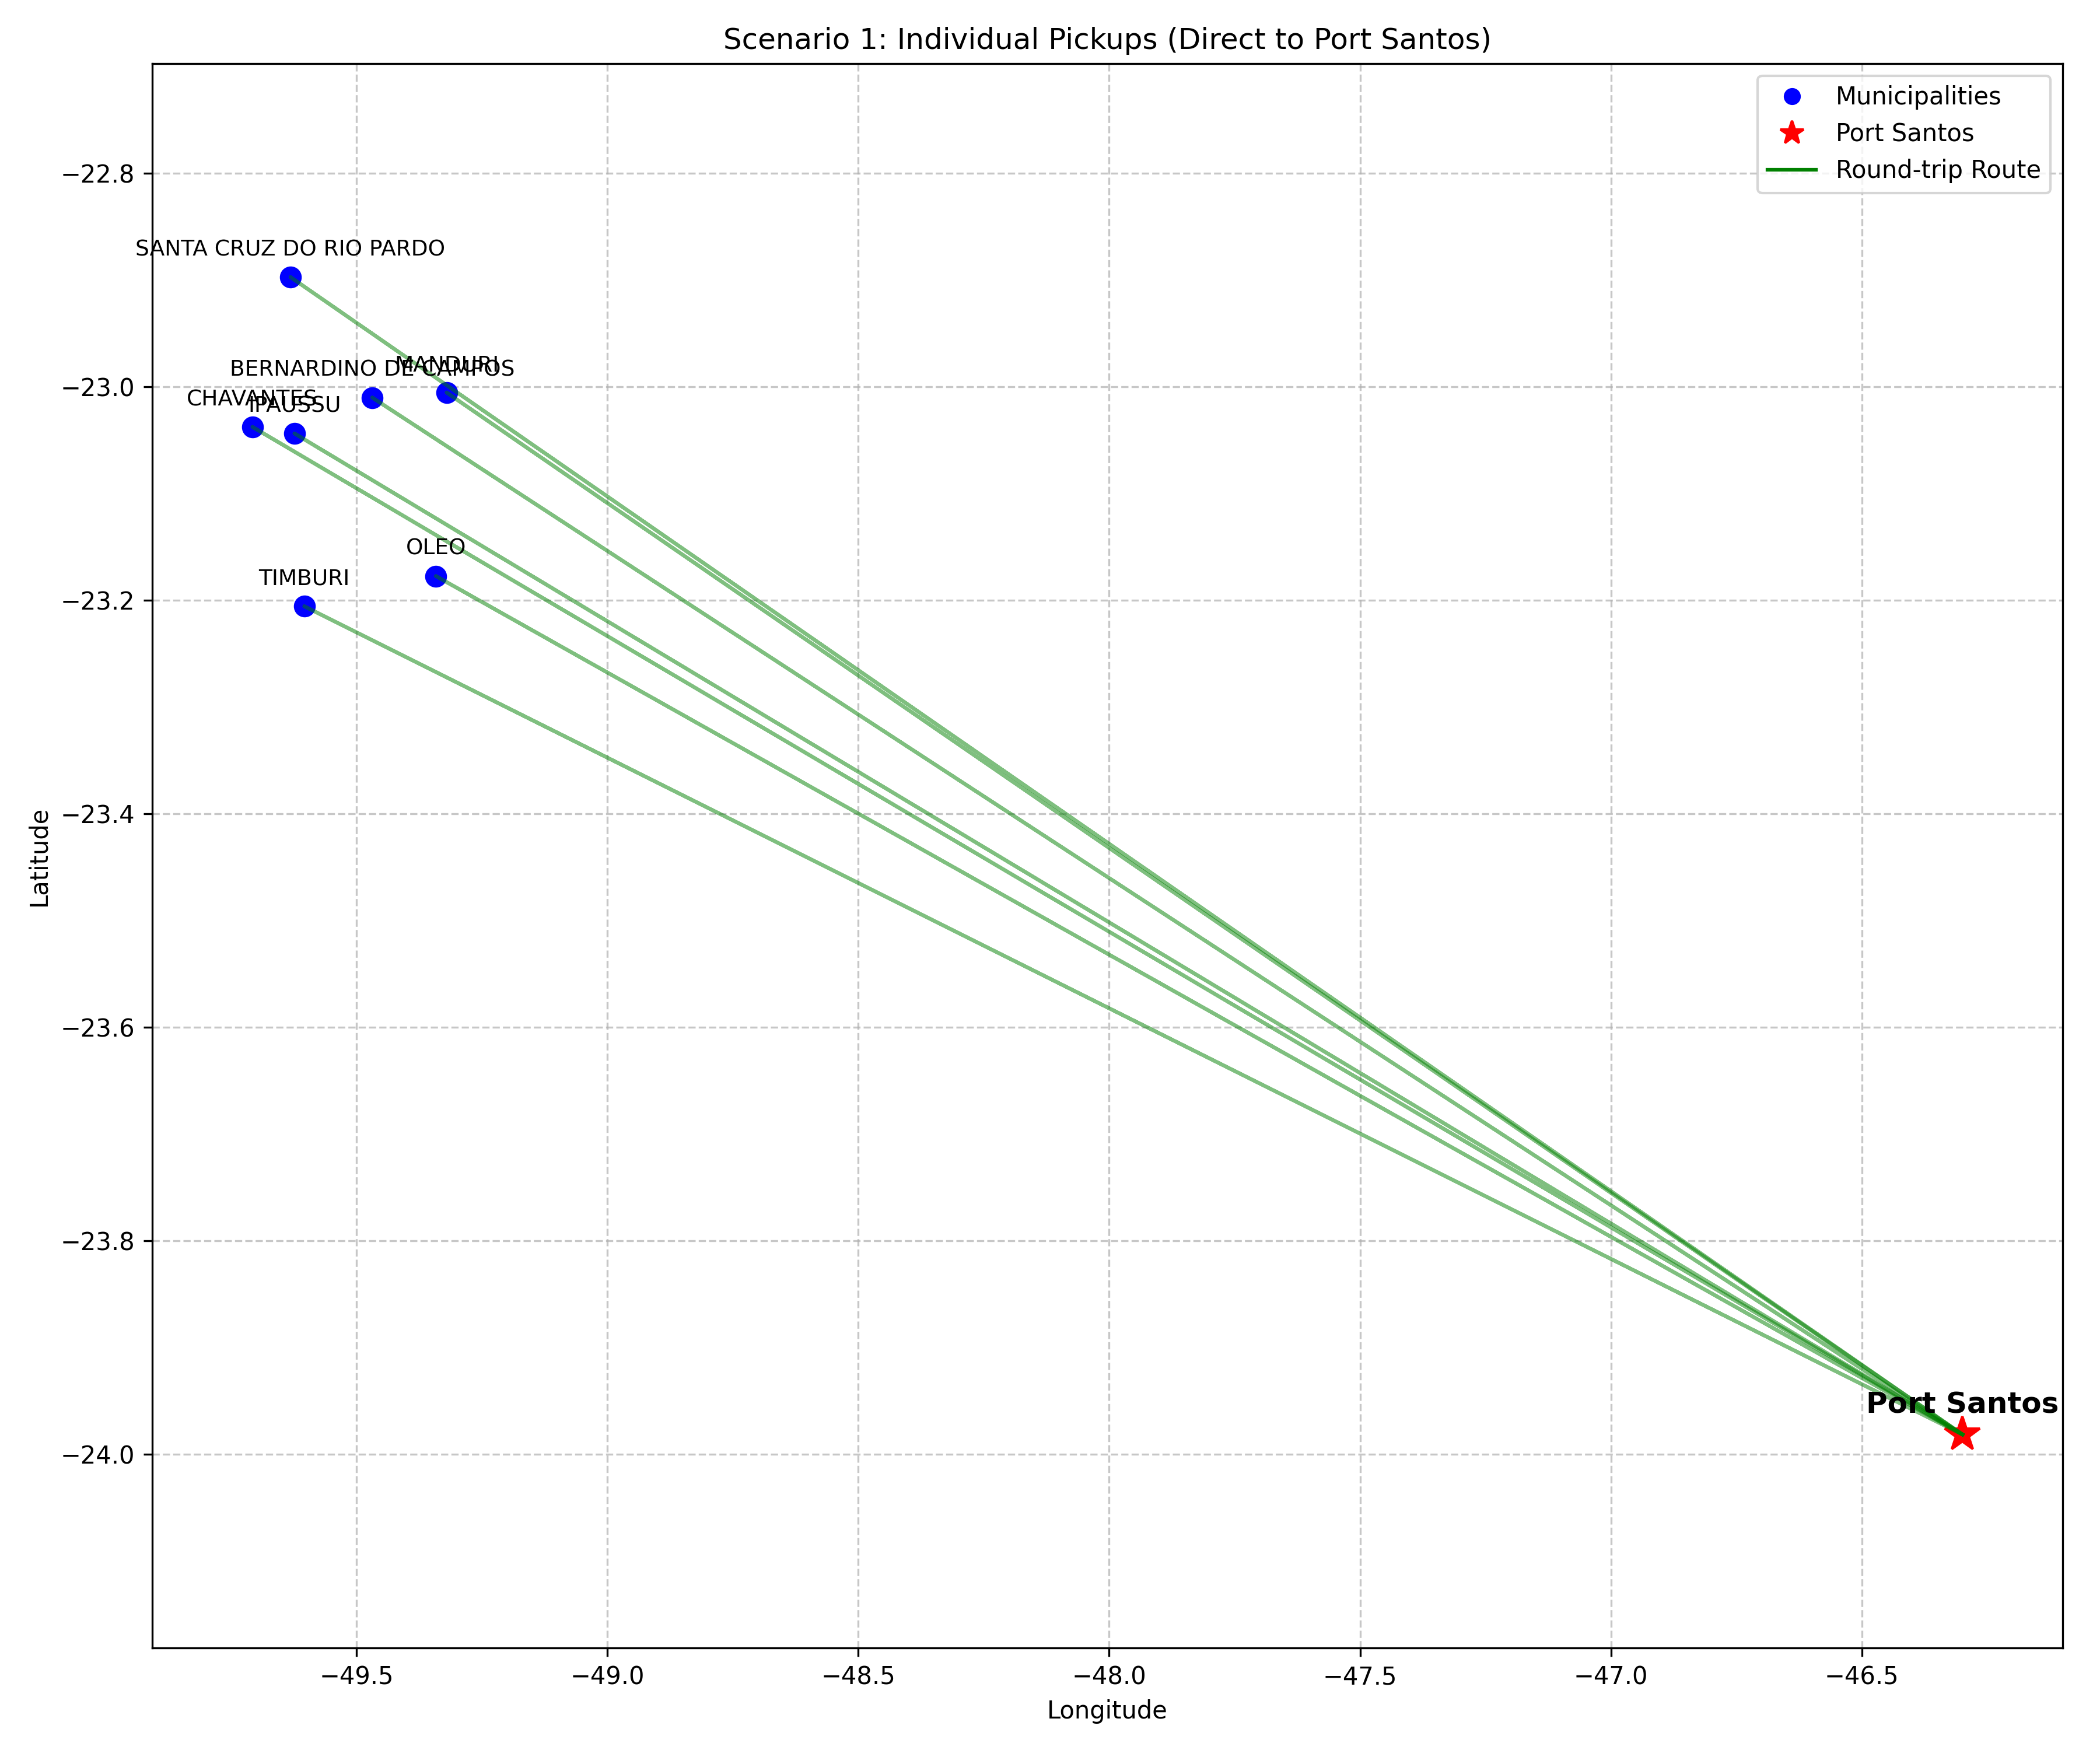 Scenario 1: Individual Pickups (Direct to Port Santos)
Municipalities
Port Santos
Round-trip Route
−22.8
−23.0
−23.2
−23.4
−23.6
−23.8
−24.0
Latitude
SANTA CRUZ DO RIO PARDO
MANDURI
BERNARDINO DE CAMPOS
CHAVANTES
IPAUSSU
OLEO
TIMBURI
Port Santos
−49.5
−49.0
−48.5
−48.0
−47.5
−47.0
−46.5
Longitude